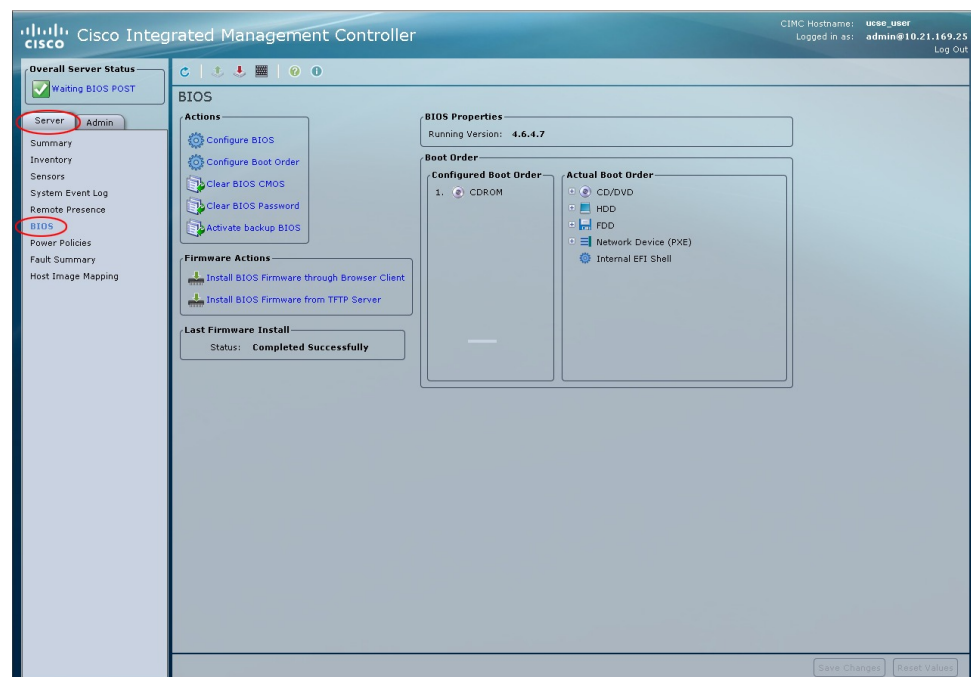 CISCO
Cisco Integrated Management Controller
CIMC Hostname: ucse_user
Logged in as: admin@10.21.169.25
Log Out
Overall Server Status
Waiting BIOS POST
Server
Admin
Summary
Inventory
Sensors
System Event Log
Remote Presence
BIOS
Power Policies
Fault Summary
Host Image Mapping
BIOS
Actions
Configure BIOS
Configure Boot Order
Clear BIOS CMOS
Clear BIOS Password
Activate backup BIOS
Firmware Actions
Install BIOS Firmware through Browser Client
Install BIOS Firmware from TFTP Server
Last Firmware Install
Status: Completed Successfully
BIOS Properties
Running Version: 4.6.4.7
Boot Order
Configured Boot Order
1. CDROM
Actual Boot Order
CD/DVD
HDD
FDD
Network Device (PXE)
Internal EFI Shell
Save Changes
Reset Values